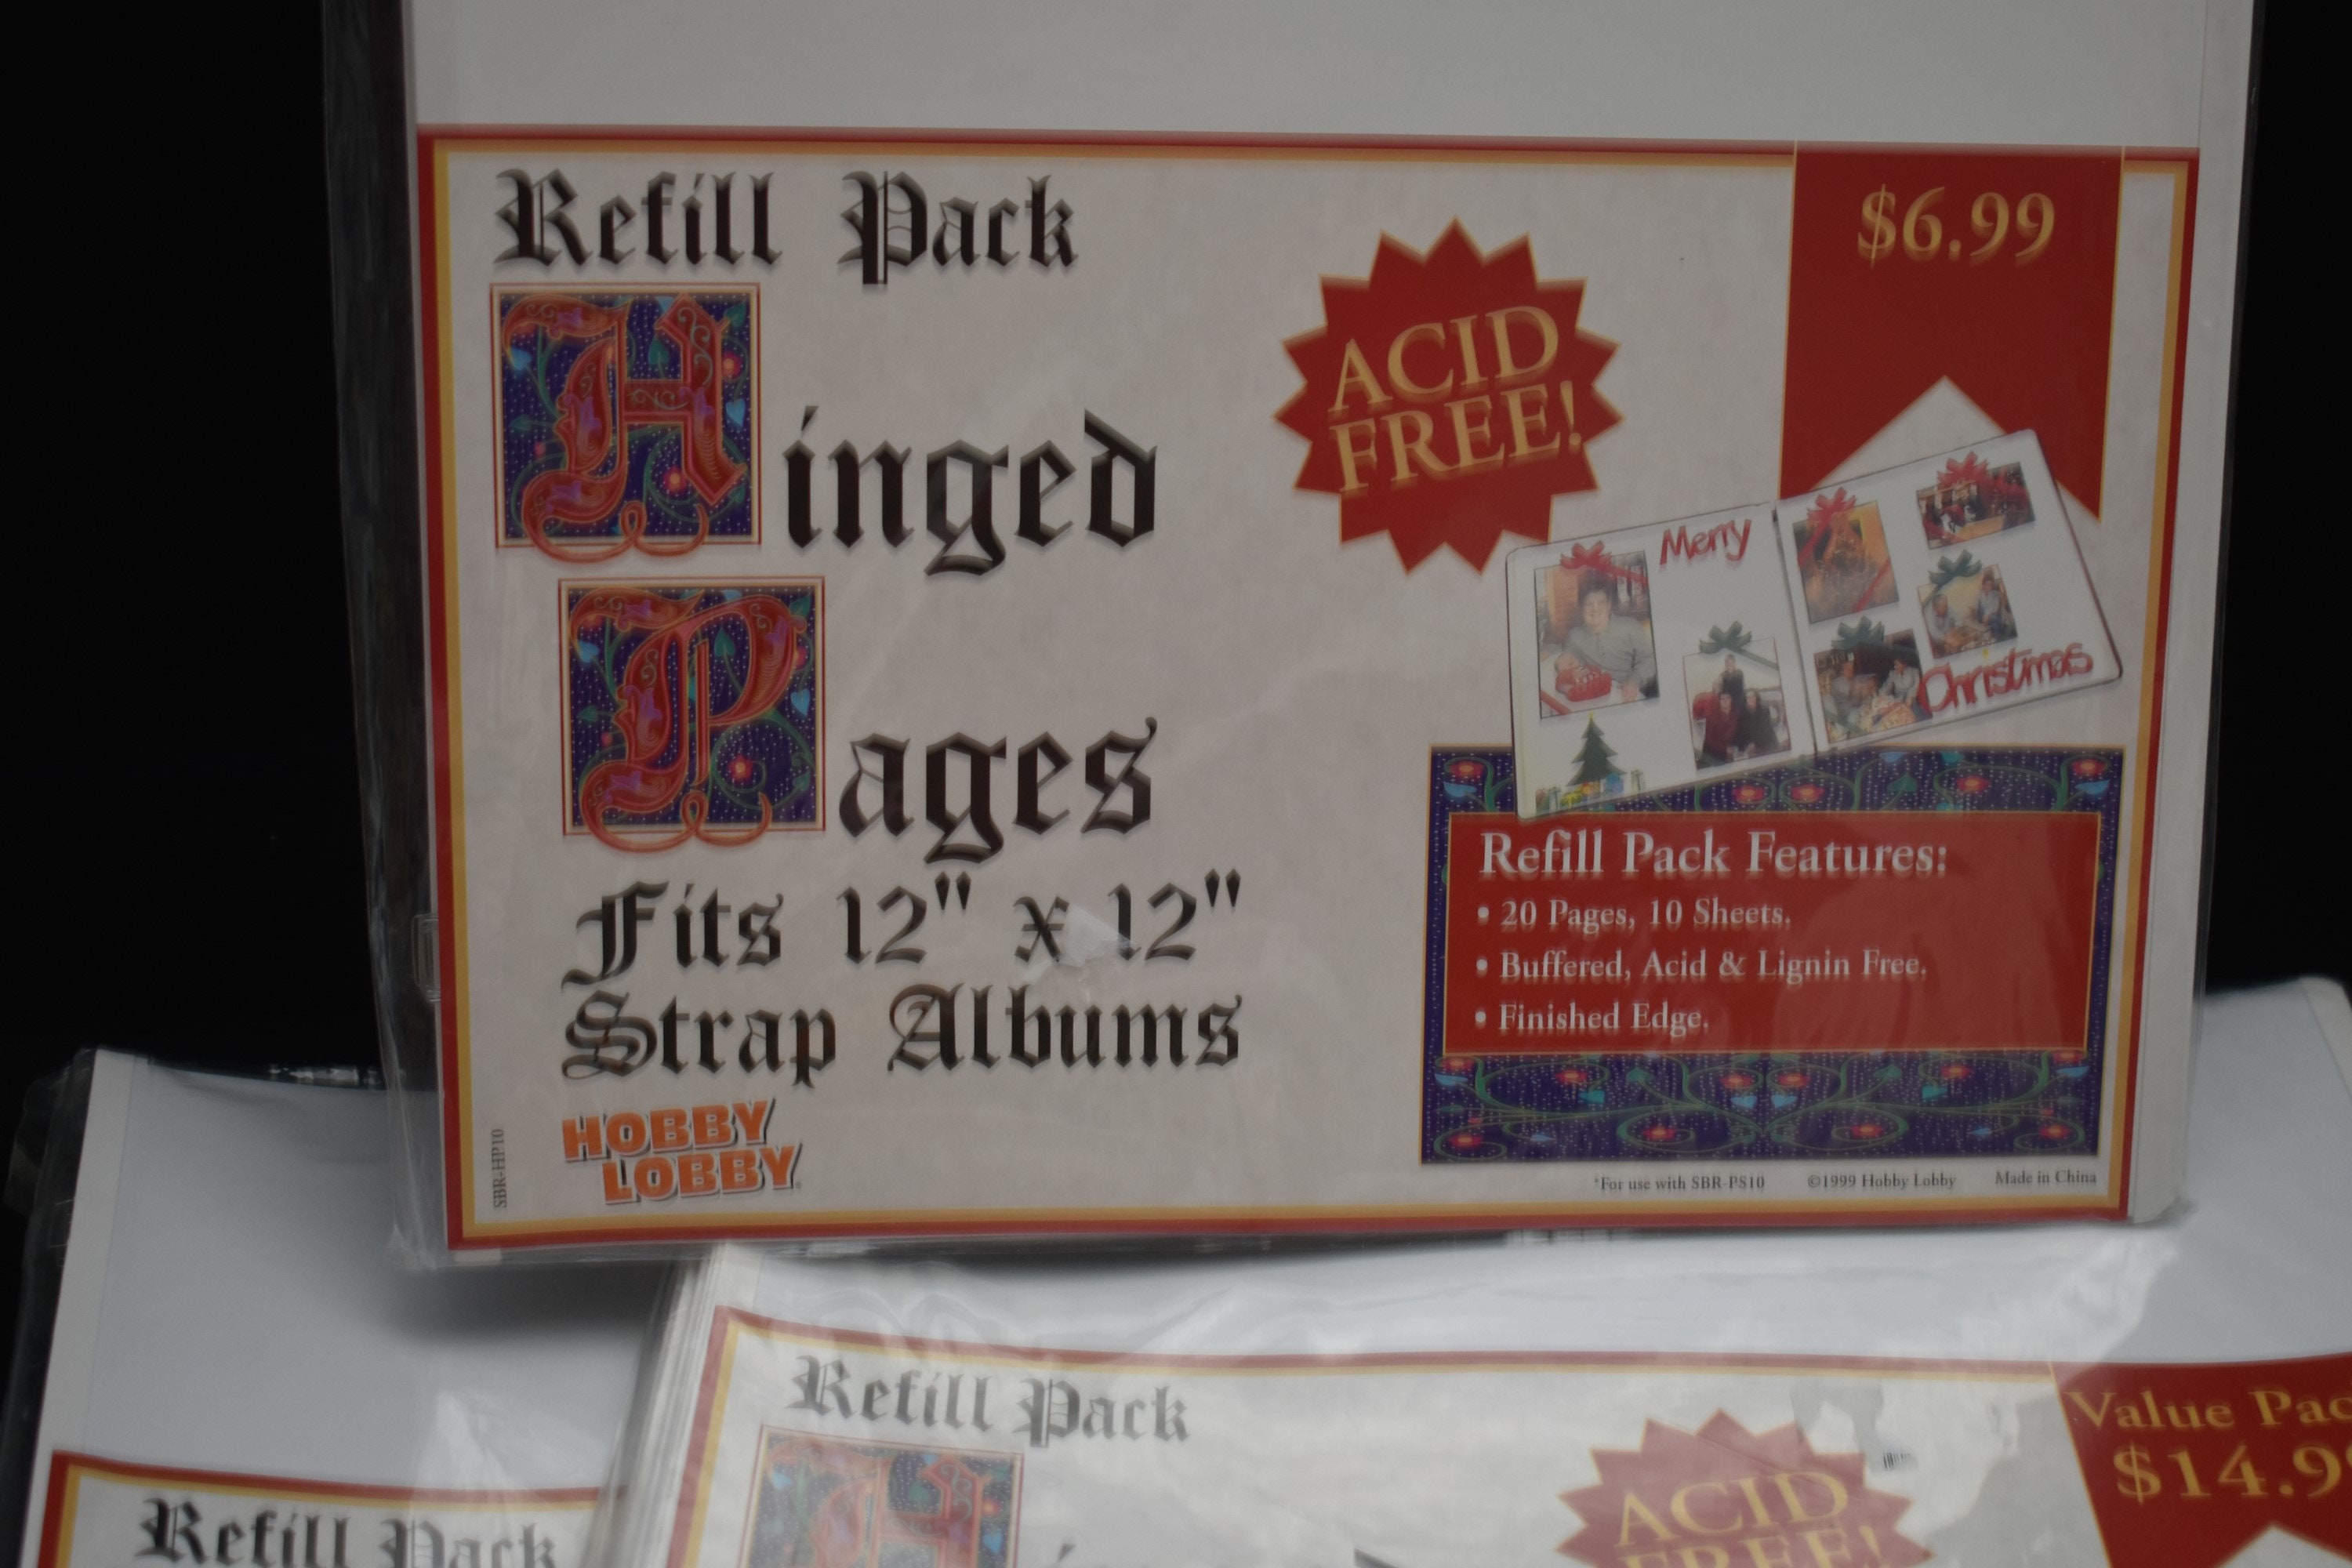 Refill Pack
Hinged
Pages
Fits 12" x 12"
Strap Albums
HOBBY
LOBBY
SBR-HP10
ACID
FREE!
$6.99
Merry
Christmas
Refill Pack Features:
• 20 Pages, 10 Sheets.
• Buffered, Acid & Lignin Free.
• Finished Edge.
*For use with SBR-PS10 ©1999 Hobby Lobby Made in China
Refill Pack
H
ACID
FREE!
Value Pac
$14.9
Refill Pack